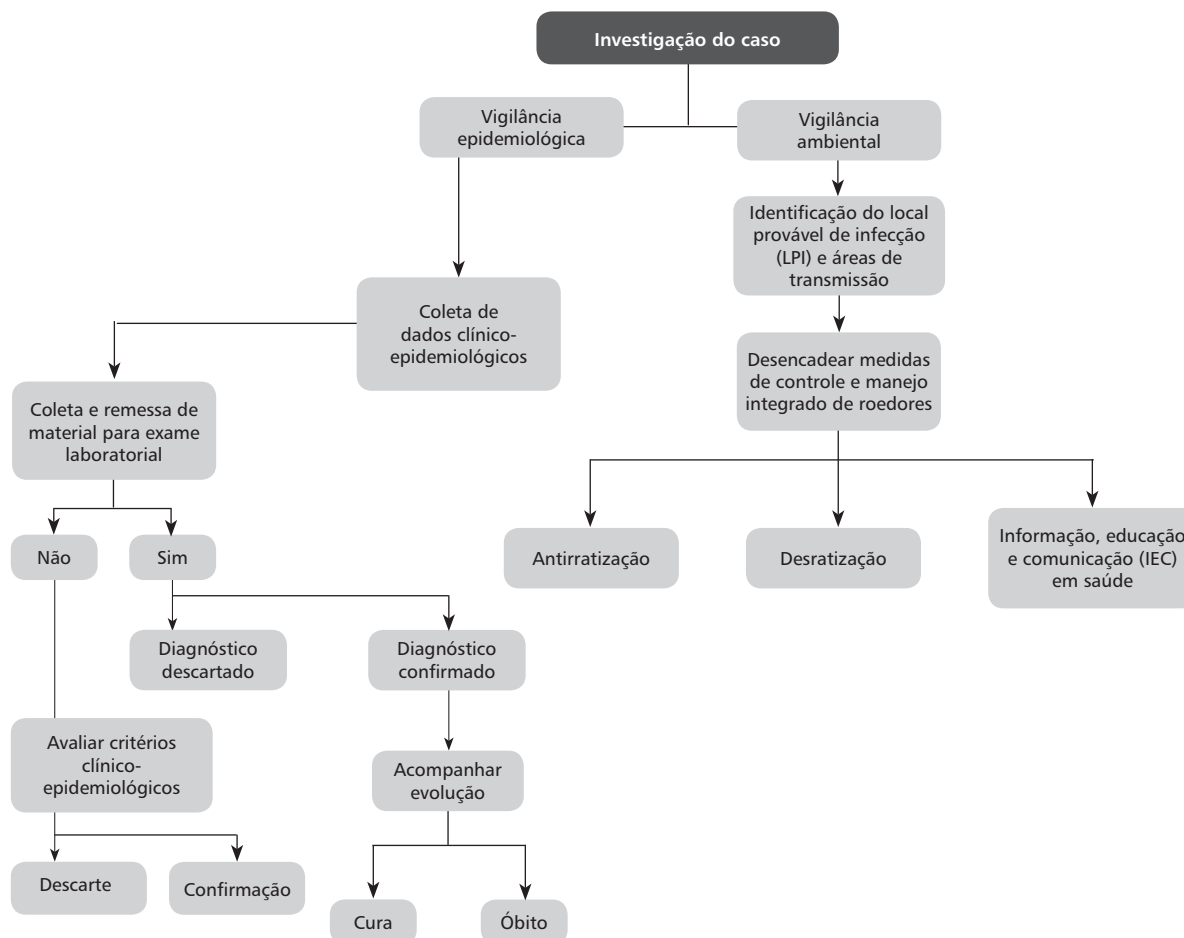 Investigação do caso
Vigilância
epidemiológica
Vigilância
ambiental
Identificação do local
provável de infecção
(LPI) e áreas de
transmissão
Coleta de
dados clínico-
epidemiológicos
Desencadear medidas
de controle e manejo
integrado de roedores
Coleta e remessa de
material para exame
laboratorial
Antirratização
Desratização
Informação, educação
e comunicação (IEC)
em saúde
Não
Sim
Diagnóstico
descartado
Diagnóstico
confirmado
Avaliar critérios
clínico-
epidemiológicos
Acompanhar
evolução
Descarte
Confirmação
Cura
Óbito